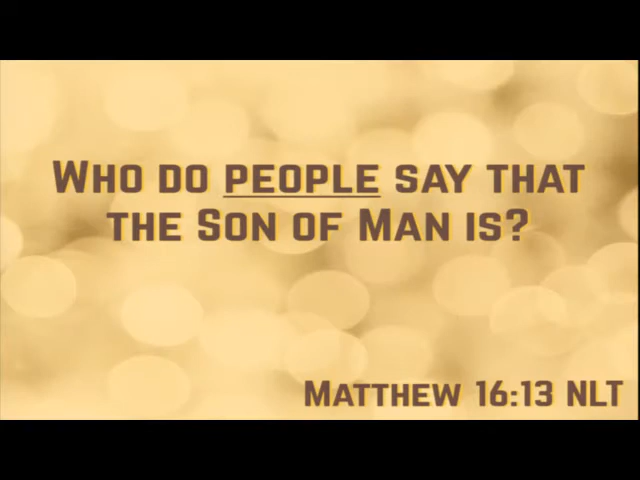 Who do people say that
the Son of Man is?
Matthew 16:13 NLT